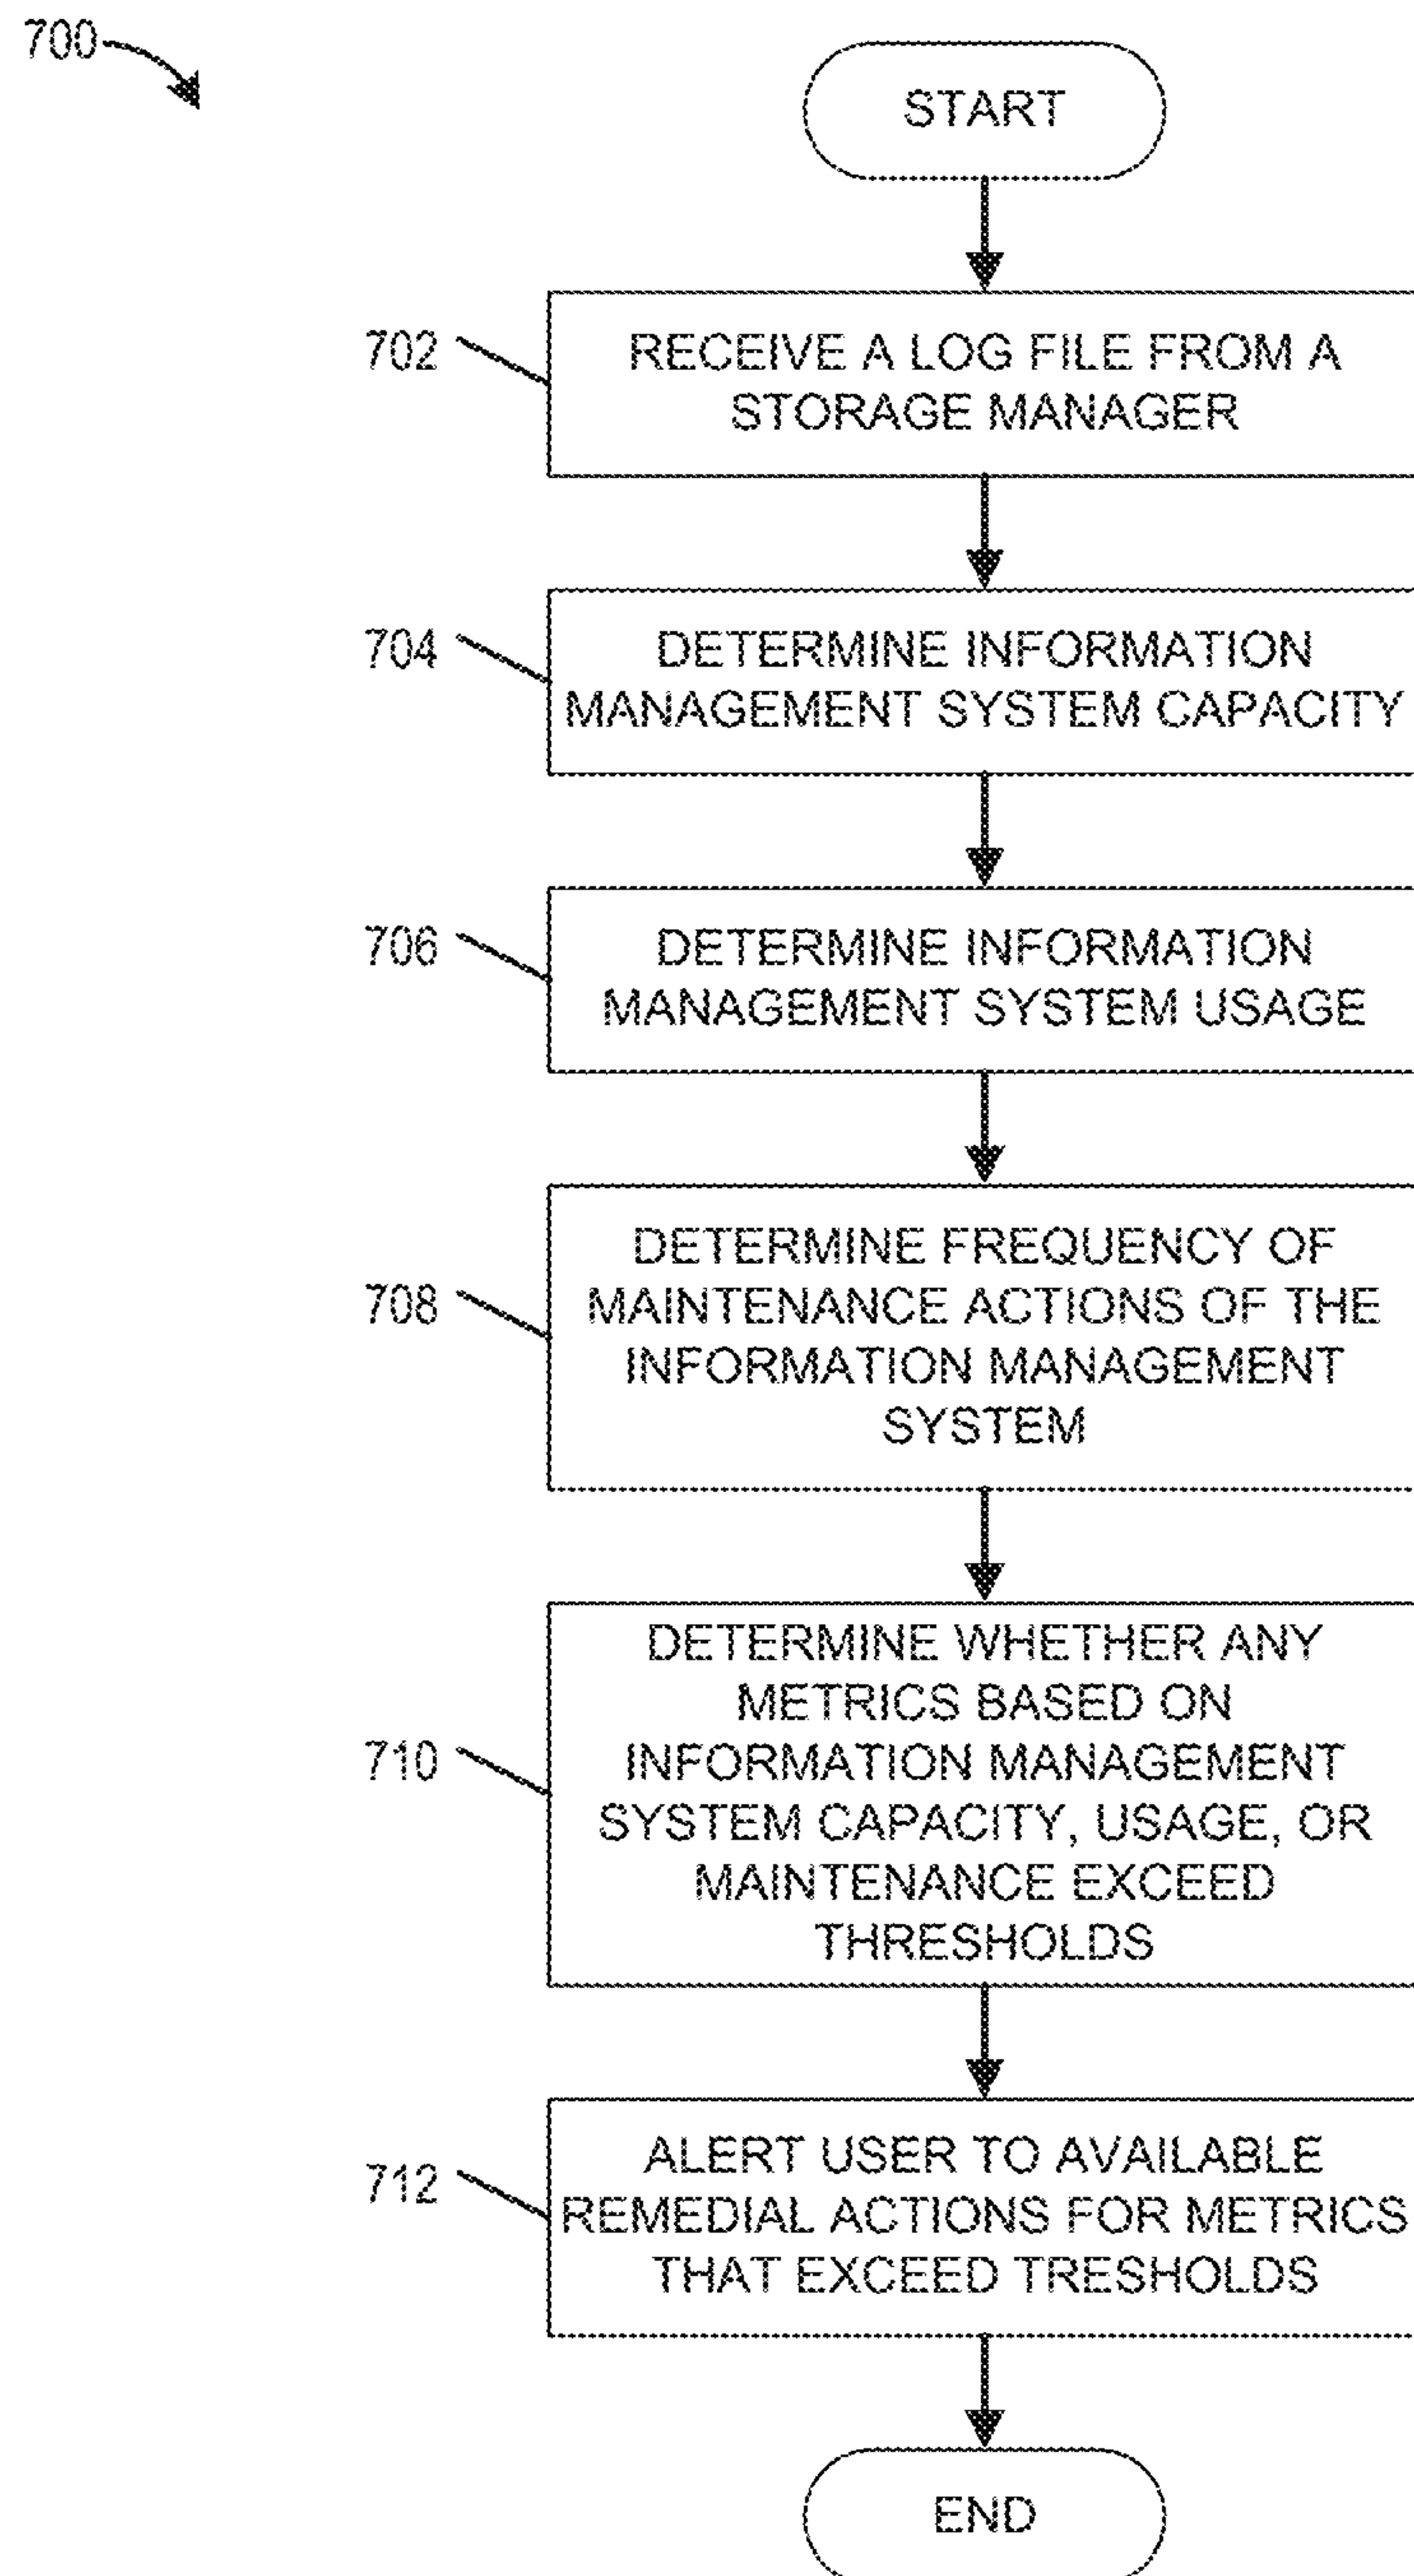 700
START
702
RECEIVE A LOG FILE FROM A
STORAGE MANAGER
704
DETERMINE INFORMATION
MANAGEMENT SYSTEM CAPACITY
706
DETERMINE INFORMATION
MANAGEMENT SYSTEM USAGE
708
DETERMINE FREQUENCY OF
MAINTENANCE ACTIONS OF THE
INFORMATION MANAGEMENT
SYSTEM
710
DETERMINE WHETHER ANY
METRICS BASED ON
INFORMATION MANAGEMENT
SYSTEM CAPACITY, USAGE, OR
MAINTENANCE EXCEED
THRESHOLDS
712
ALERT USER TO AVAILABLE
REMEDIAL ACTIONS FOR METRICS
THAT EXCEED TRESHOLDS
END